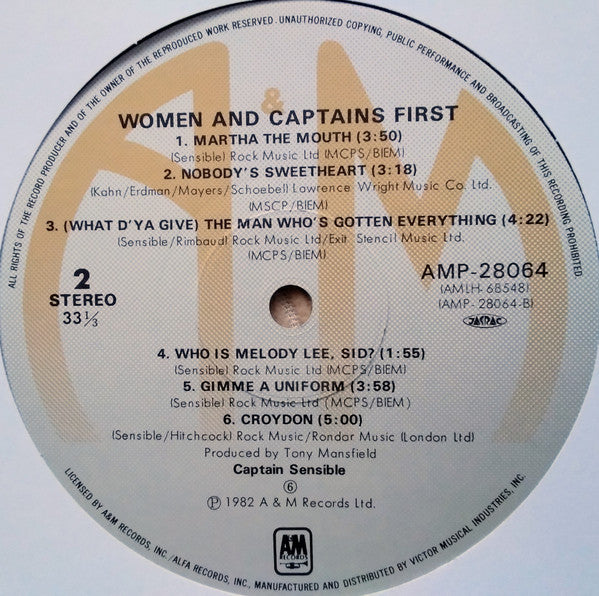 ALL RIGHTS OF THE RECORD PRODUCER AND OF THE OWNER OF THE REPRODUCED WORK RESERVED. UNAUTHORIZED COPYING, PUBLIC PERFORMANCE AND BROADCASTING OF THIS RECORDING PROHIBITED.
A&M
WOMEN AND CAPTAINS FIRST
1. MARTHA THE MOUTH (3:50)
(Sensible) Rock Music Ltd (MCPS/BIEM)
2. NOBODY'S SWEETHEART (3:18)
(Kahn/Erdman/Mayers/Schoebel) Lawrence Wright Music Co. Ltd.
(MSCP/BIEM)
3. (WHAT D'YA GIVE) THE MAN WHO'S GOTTEN EVERYTHING (4:22)
(Sensible/Rimbaud) Rock Music Ltd/Exit Stencil Music Ltd.
(MCPS/BIEM)
2
STEREO
33 1/3
AMP-28064
(AMLH-68548)
(AMP-28064-B)
JASRAC
4. WHO IS MELODY LEE, SID? (1:55)
(Sensible) Rock Music Ltd (MCPS/BIEM)
5. GIMME A UNIFORM (3:58)
(Sensible) Rock Music Ltd (MCPS/BIEM)
6. CROYDON (5:00)
(Sensible/Hitchcock) Rock Music/Rondor Music (London Ltd)
Produced by Tony Mansfield
Captain Sensible
⑥
Ⓟ 1982 A & M Records Ltd.
A&M
RECORDS
LICENSED BY A&M RECORDS, INC./ALFA RECORDS, INC., MANUFACTURED AND DISTRIBUTED BY VICTOR MUSICAL INDUSTRIES, INC.